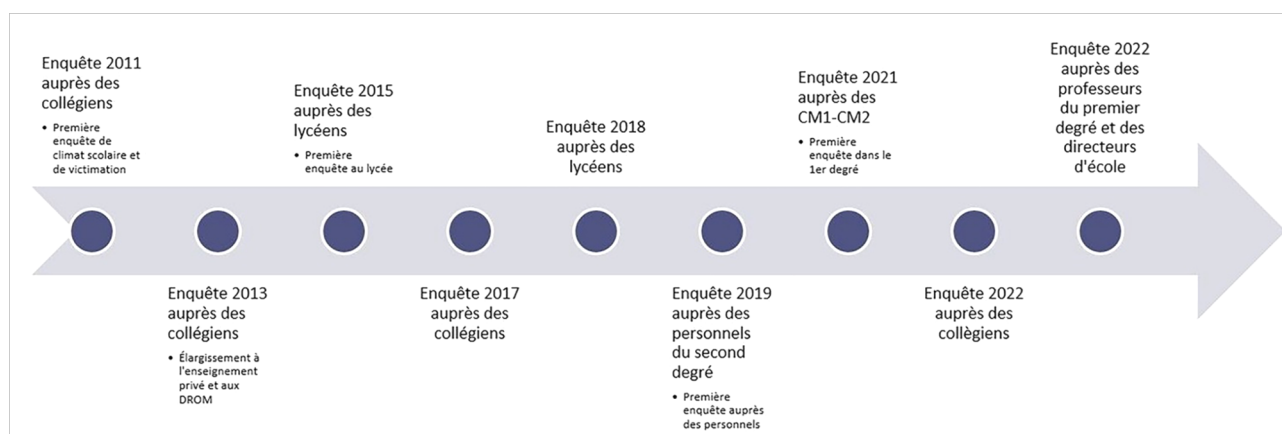 Enquête 2011
auprès des
collégiens
• Première
enquête de
climat scolaire et
de victimation
Enquête 2013
auprès des
collégiens
• Élargissement à
l'enseignement
privé et aux
DROM
Enquête 2015
auprès des
lycéens
• Première
enquête au lycée
Enquête 2017
auprès des
collégiens
Enquête 2018
auprès des
lycéens
Enquête 2019
auprès des
personnels
du second
degré
• Première
enquête auprès
des personnels
Enquête 2021
auprès des
CM1-CM2
• Première
enquête dans le
1er degré
Enquête 2022
auprès des
collègiens
Enquête 2022
auprès des
professeurs
du premier
degré et des
directeurs
d'école